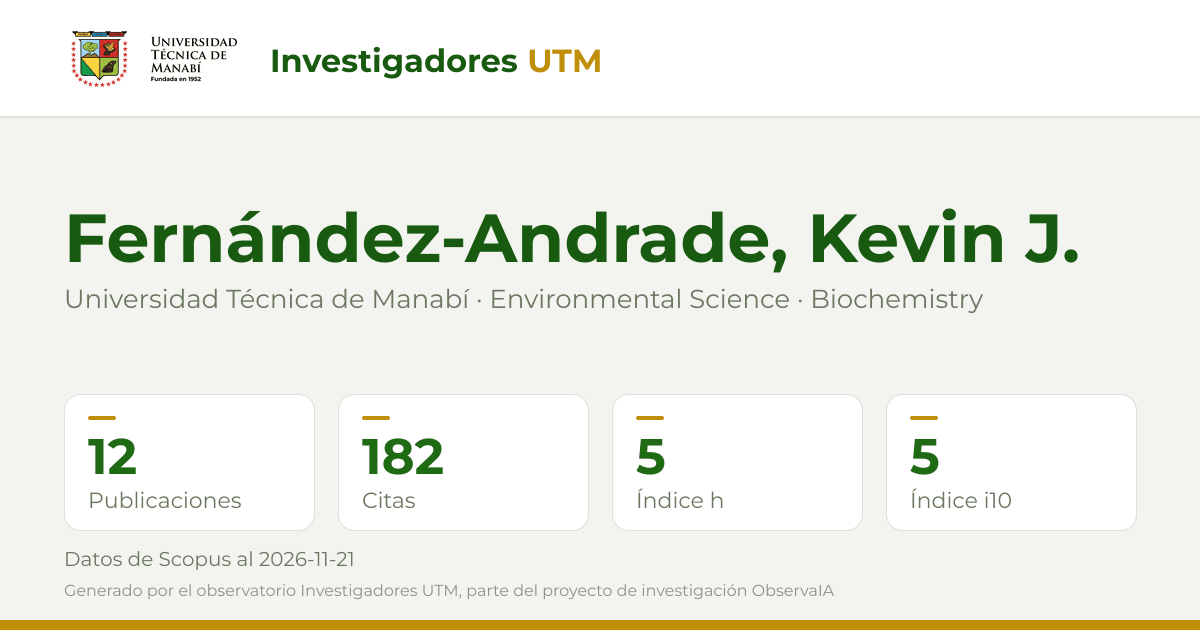 UNIVERSIDAD
TÉCNICA DE
MANABÍ
Fundada en 1952
Investigadores UTM
Fernández-Andrade, Kevin J.
Universidad Técnica de Manabí · Environmental Science · Biochemistry
12
Publicaciones
182
Citas
5
Índice h
5
Índice i10
Datos de Scopus al 2026-11-21
Generado por el observatorio Investigadores UTM, parte del proyecto de investigación ObservaIA